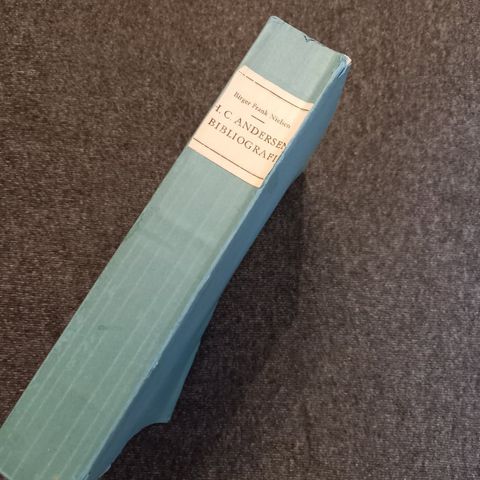 Birger Frank Nielsen
H. C. ANDERSEN
BIBLIOGRAFI